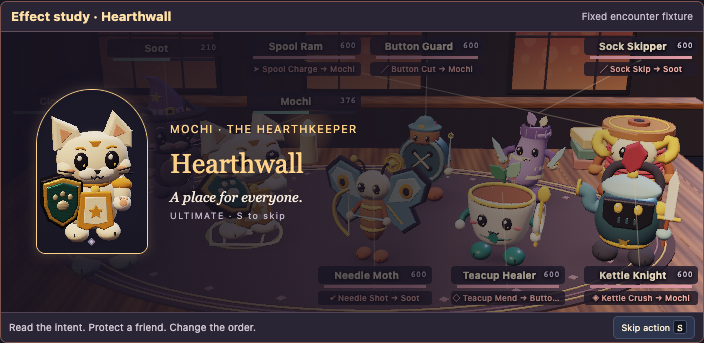 Effect study · Hearthwall
Fixed encounter fixture
Soot 210
Spool Ram 600
Button Guard 600
Sock Skipper 600
Spool Charge → Mochi
Button Cut → Mochi
Sock Skip → Soot
Mochi 376
MOCHI · THE HEARTHKEEPER
Hearthwall
A place for everyone.
ULTIMATE · S to skip
Needle Moth 600
Teacup Healer 600
Kettle Knight 600
Needle Shot → Soot
Teacup Mend → Butto...
Kettle Crush → Mochi
Read the intent. Protect a friend. Change the order.
Skip action S